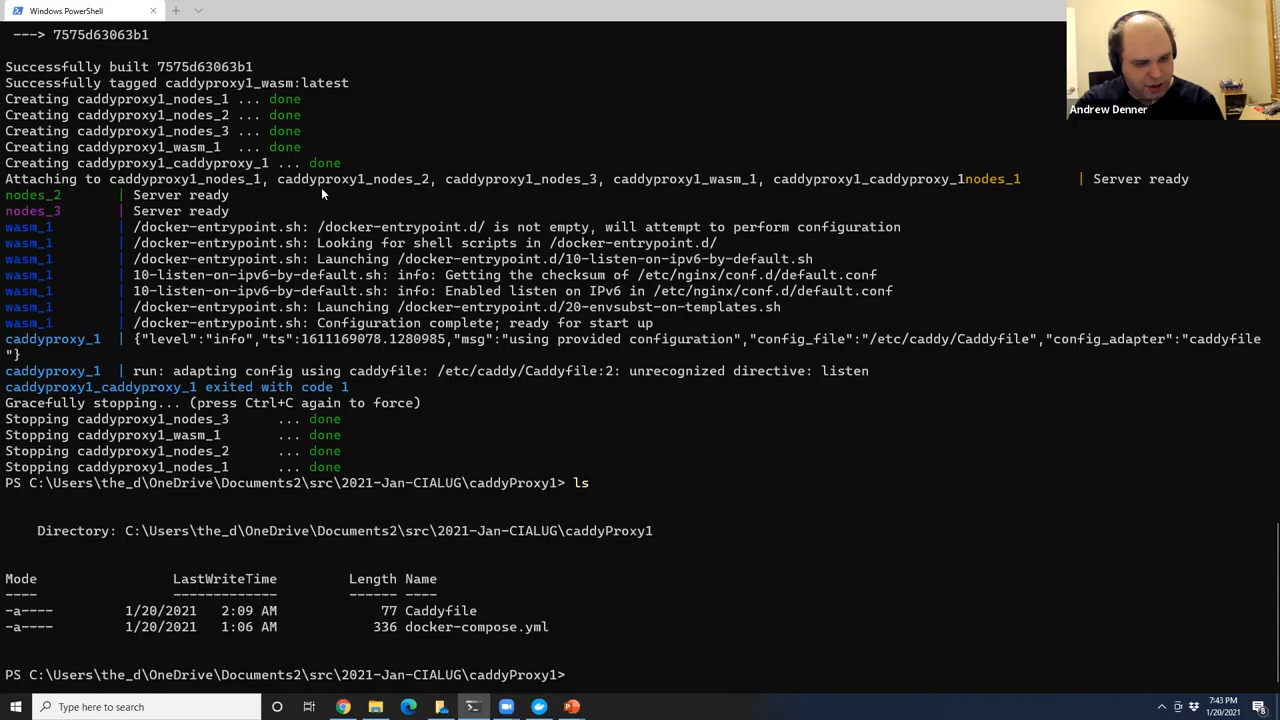 Windows PowerShell
---> 7575d63063b1
Successfully built 7575d63063b1
Successfully tagged caddyproxy1_wasm:latest
Creating caddyproxy1_nodes_1 ... done
Creating caddyproxy1_nodes_2 ... done
Creating caddyproxy1_nodes_3 ... done
Creating caddyproxy1_wasm_1  ... done
Creating caddyproxy1_caddyproxy_1 ... done
Attaching to caddyproxy1_nodes_1, caddyproxy1_nodes_2, caddyproxy1_nodes_3, caddyproxy1_wasm_1, caddyproxy1_caddyproxy_1nodes_1       | Server ready
nodes_2       | Server ready
nodes_3       | Server ready
wasm_1        | /docker-entrypoint.sh: /docker-entrypoint.d/ is not empty, will attempt to perform configuration
wasm_1        | /docker-entrypoint.sh: Looking for shell scripts in /docker-entrypoint.d/
wasm_1        | /docker-entrypoint.sh: Launching /docker-entrypoint.d/10-listen-on-ipv6-by-default.sh
wasm_1        | 10-listen-on-ipv6-by-default.sh: info: Getting the checksum of /etc/nginx/conf.d/default.conf
wasm_1        | 10-listen-on-ipv6-by-default.sh: info: Enabled listen on IPv6 in /etc/nginx/conf.d/default.conf
wasm_1        | /docker-entrypoint.sh: Launching /docker-entrypoint.d/20-envsubst-on-templates.sh
wasm_1        | /docker-entrypoint.sh: Configuration complete; ready for start up
caddyproxy_1  | {"level":"info","ts":1611169078.1280985,"msg":"using provided configuration","config_file":"/etc/caddy/Caddyfile","config_adapter":"caddyfile
"}
caddyproxy_1  | run: adapting config using caddyfile: /etc/caddy/Caddyfile:2: unrecognized directive: listen
caddyproxy1_caddyproxy_1 exited with code 1
Gracefully stopping... (press Ctrl+C again to force)
Stopping caddyproxy1_nodes_3      ... done
Stopping caddyproxy1_wasm_1       ... done
Stopping caddyproxy1_nodes_2      ... done
Stopping caddyproxy1_nodes_1      ... done
PS C:\Users\the_d\OneDrive\Documents2\src\2021-Jan-CIALUG\caddyProxy1> ls
Directory: C:\Users\the_d\OneDrive\Documents2\src\2021-Jan-CIALUG\caddyProxy1
Mode                 LastWriteTime         Length Name
----                 -------------         ------ ----
-a----         1/20/2021   2:09 AM             77 Caddyfile
-a----         1/20/2021   1:06 AM            336 docker-compose.yml
PS C:\Users\the_d\OneDrive\Documents2\src\2021-Jan-CIALUG\caddyProxy1>
Andrew Denner
Type here to search
7:43 PM
1/20/2021
8